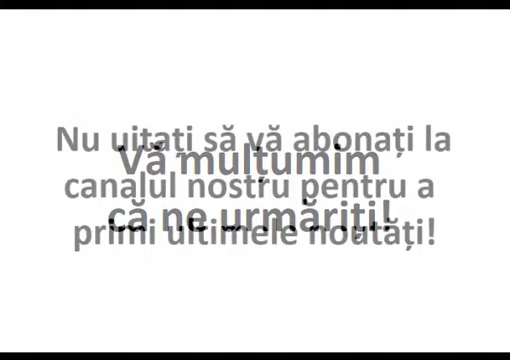 Nu uitați să vă abonați la
Vă mulțumim
canalul nostru pentru a
că ne urmăriți!
primi ultimele noutăți!